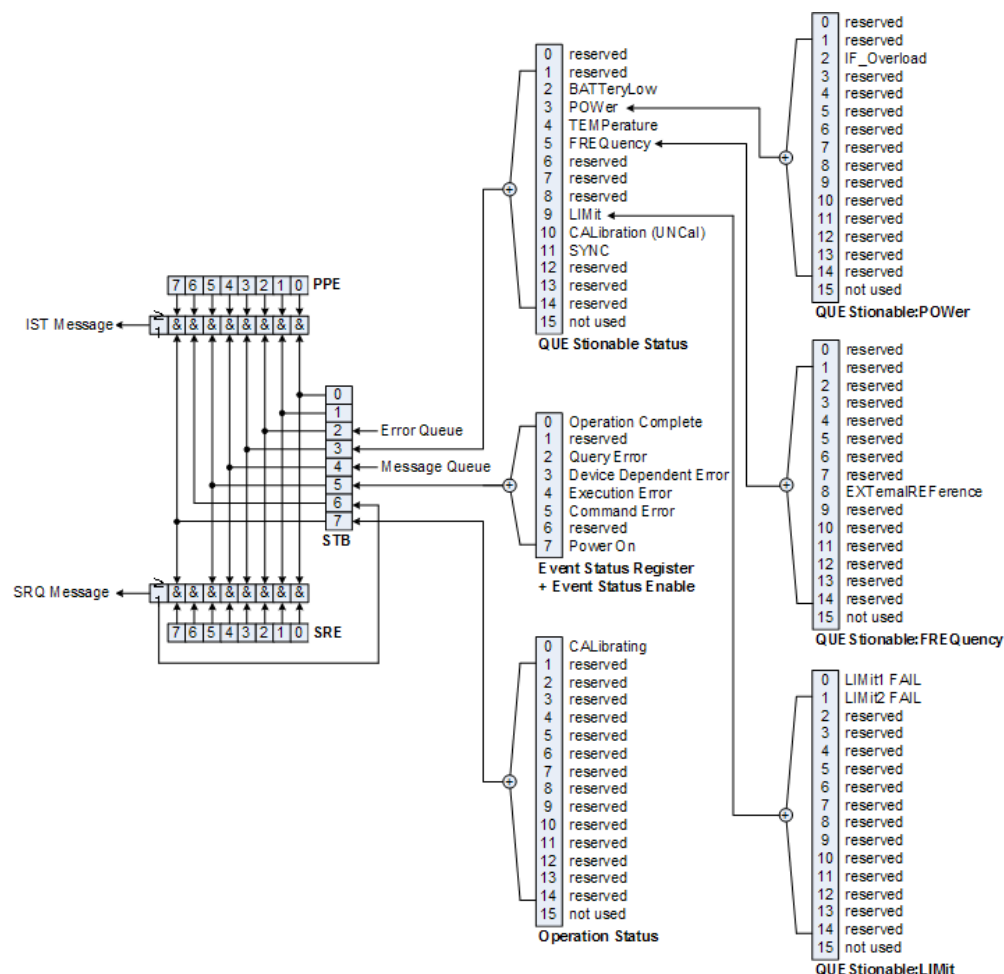 7 6 5 4 3 2 1 0 PPE
IST Message & & & & & & & &
0
1
2 Error Queue
3
4 Message Queue
5
6
7
STB
SRQ Message & & & & & & & &
7 6 5 4 3 2 1 0 SRE
0 reserved
1 reserved
2 BATTeryLow
3 POWer
4 TEMPerature
5 FREQuency
6 reserved
7 reserved
8 reserved
9 LIMit
10 CALibration (UNCal)
11 SYNC
12 reserved
13 reserved
14 reserved
15 not used
QUEStionable Status
0 Operation Complete
1 reserved
2 Query Error
3 Device Dependent Error
4 Execution Error
5 Command Error
6 reserved
7 Power On
Event Status Register
+ Event Status Enable
0 CALibrating
1 reserved
2 reserved
3 reserved
4 reserved
5 reserved
6 reserved
7 reserved
8 reserved
9 reserved
10 reserved
11 reserved
12 reserved
13 reserved
14 reserved
15 not used
Operation Status
0 reserved
1 reserved
2 IF_Overload
3 reserved
4 reserved
5 reserved
6 reserved
7 reserved
8 reserved
9 reserved
10 reserved
11 reserved
12 reserved
13 reserved
14 reserved
15 not used
QUEStionable:POWer
0 reserved
1 reserved
2 reserved
3 reserved
4 reserved
5 reserved
6 reserved
7 reserved
8 EXTernalREFerence
9 reserved
10 reserved
11 reserved
12 reserved
13 reserved
14 reserved
15 not used
QUEStionable:FREQuency
0 LIMit1 FAIL
1 LIMit2 FAIL
2 reserved
3 reserved
4 reserved
5 reserved
6 reserved
7 reserved
8 reserved
9 reserved
10 reserved
11 reserved
12 reserved
13 reserved
14 reserved
15 not used
QUEStionable:LIMit